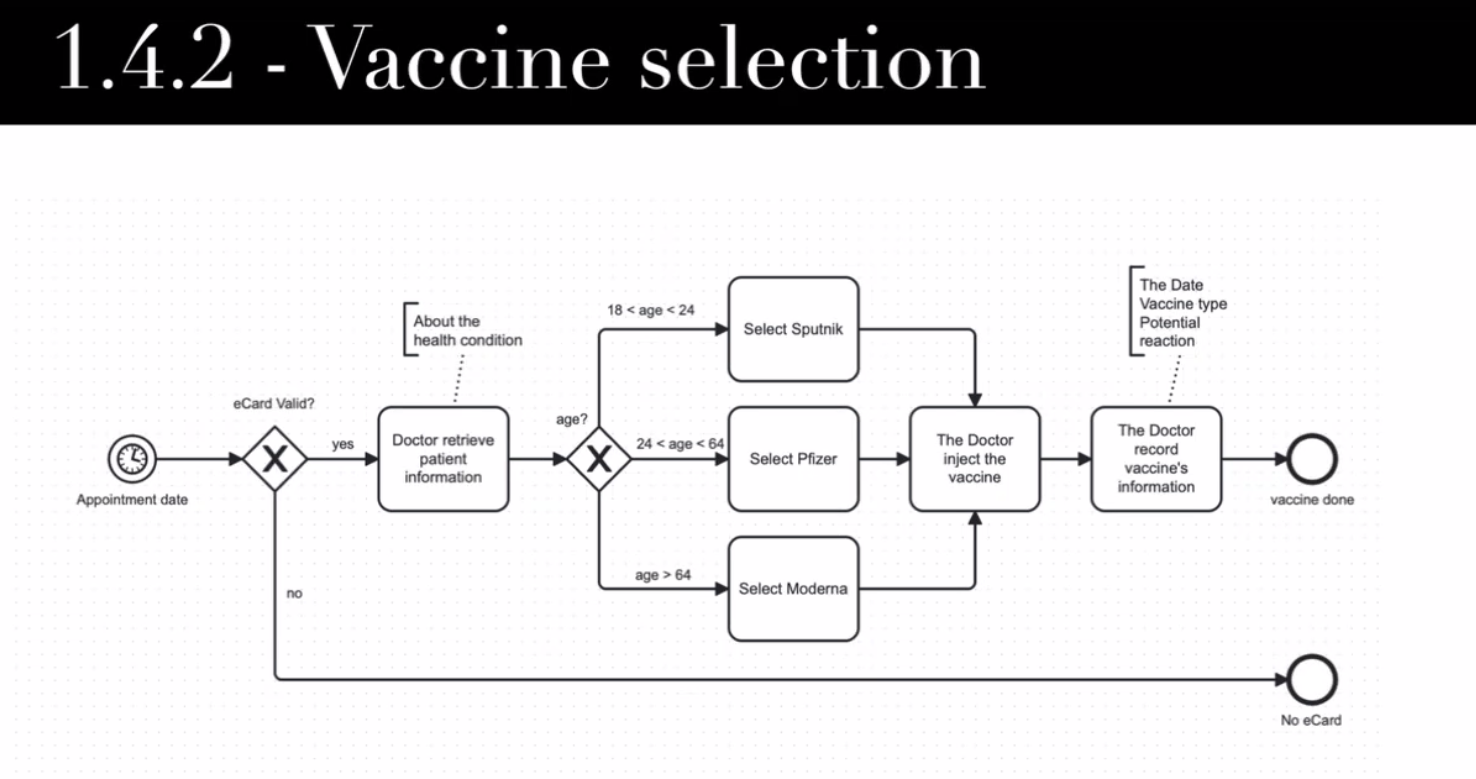 1.4.2 - Vaccine selection
Appointment date
eCard Valid?
yes
no
About the
health condition
Doctor retrieve
patient
information
age?
18 < age < 24
24 < age < 64
age > 64
Select Sputnik
Select Pfizer
Select Moderna
The Doctor
inject the
vaccine
The Date
Vaccine type
Potential
reaction
The Doctor
record
vaccine's
information
vaccine done
No eCard